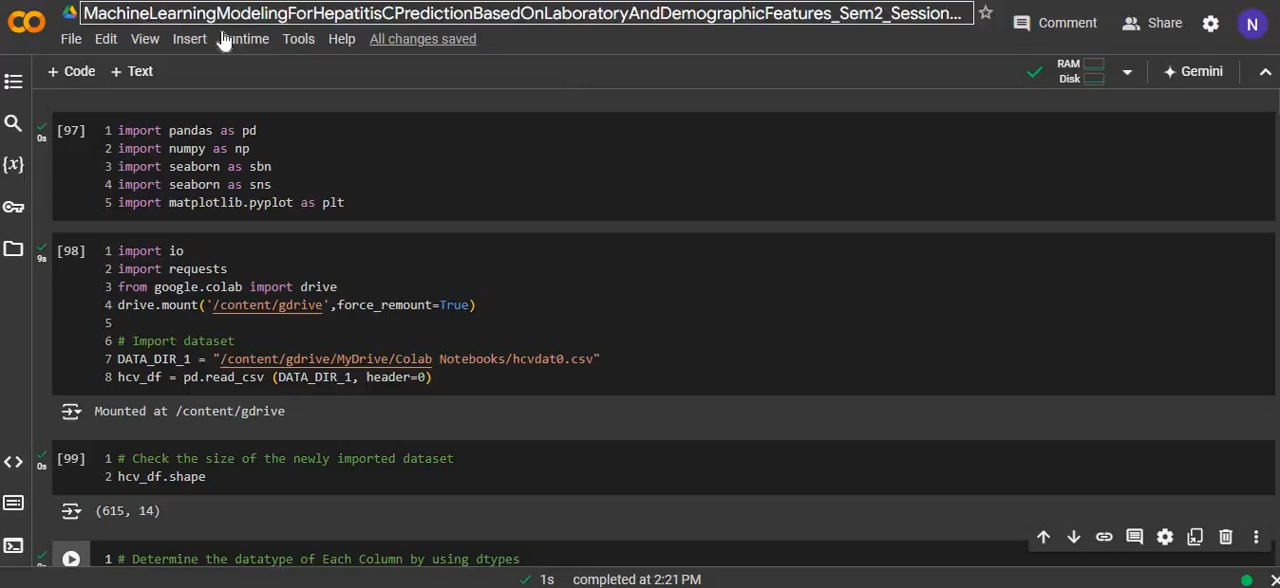 MachineLearningModelingForHepatitisCPredictionBasedOnLaboratoryAndDemographicFeatures_Sem2_Session...
Comment Share N
File Edit View Insert Tools Help All changes saved
+ Code + Text RAM Disk Gemini
0s [97] 1 import pandas as pd
2 import numpy as np
3 import seaborn as sbn
4 import seaborn as sns
5 import matplotlib.pyplot as plt
9s [98] 1 import io
2 import requests
3 from google.colab import drive
4 drive.mount('/content/gdrive',force_remount=True)
5
6 # Import dataset
7 DATA_DIR_1 = "/content/gdrive/MyDrive/Colab Notebooks/hcvdat0.csv"
8 hcv_df = pd.read_csv (DATA_DIR_1, header=0)
Mounted at /content/gdrive
0s [99] 1 # Check the size of the newly imported dataset
2 hcv_df.shape
(615, 14)
1 # Determine the datatype of Each Column by using dtypes
1s completed at 2:21 PM